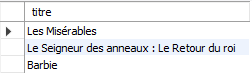 titre
Les Misérables
Le Seigneur des anneaux : Le Retour du roi
Barbie